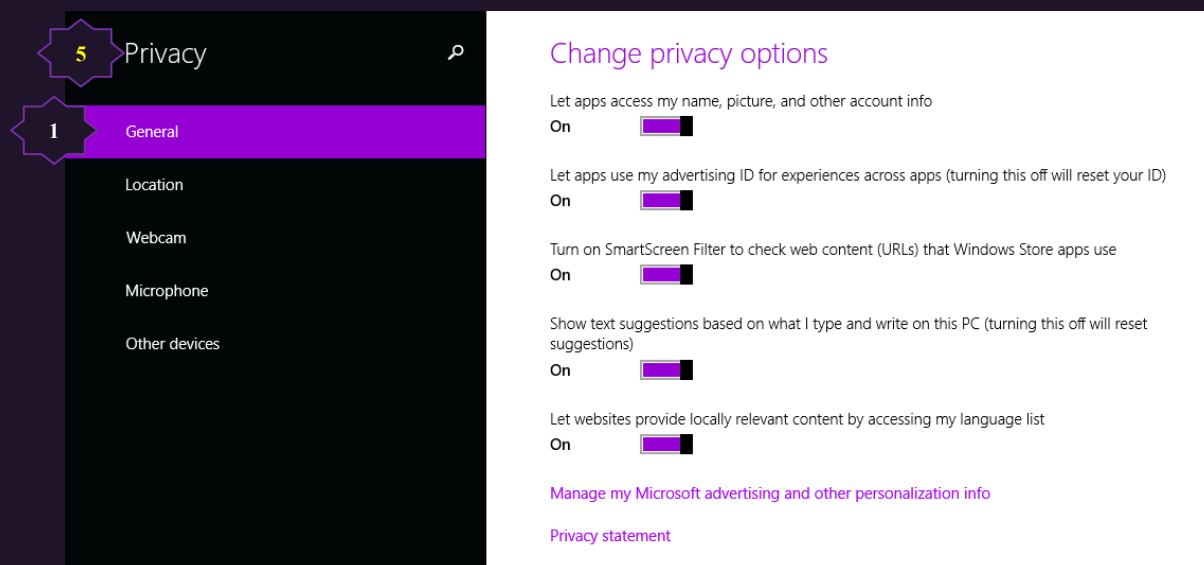 5
Privacy
1
General
Location
Webcam
Microphone
Other devices
Change privacy options
Let apps access my name, picture, and other account info
On
Let apps use my advertising ID for experiences across apps (turning this off will reset your ID)
On
Turn on SmartScreen Filter to check web content (URLs) that Windows Store apps use
On
Show text suggestions based on what I type and write on this PC (turning this off will reset
suggestions)
On
Let websites provide locally relevant content by accessing my language list
On
Manage my Microsoft advertising and other personalization info
Privacy statement